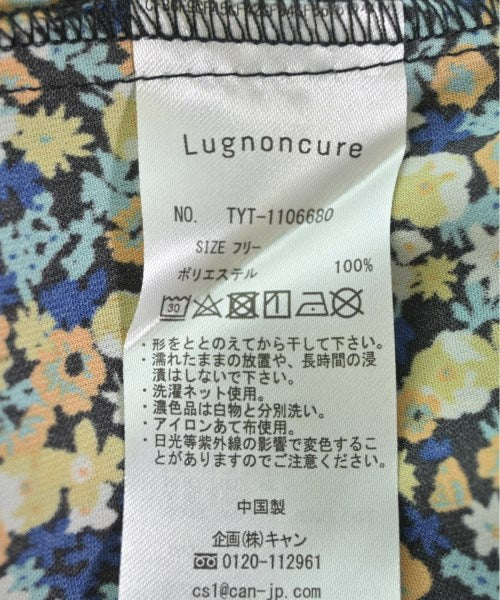 Lugnoncure
NO. TYT-1106680
SIZE フリー
ポリエステル 100%
30
・形をととのえてから干して下さい。
・濡れたままの放置や、長時間の浸
漬はしないで下さい。
・洗濯ネット使用。
・濃色品は白物と分別洗い。
・アイロンあて布使用。
・日光等紫外線の影響で変色するこ
とがありますのでご注意ください。
中国製
企画(株)キャン
0120-112961
cs1@can-jp.com